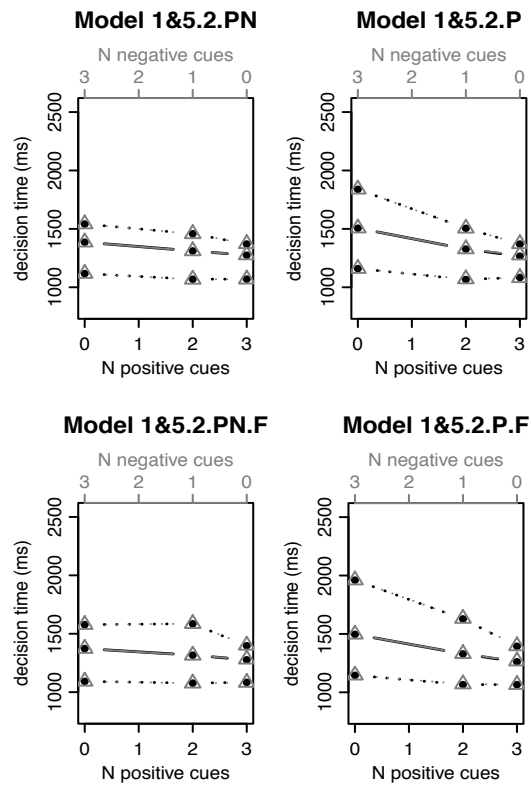 Model 1&5.2.PN
N negative cues
3 2 1 0
decision time (ms)
2500
2000
1500
1000
0 1 2 3
N positive cues
Model 1&5.2.P
N negative cues
3 2 1 0
decision time (ms)
2500
2000
1500
1000
0 1 2 3
N positive cues
Model 1&5.2.PN.F
N negative cues
3 2 1 0
decision time (ms)
2500
2000
1500
1000
0 1 2 3
N positive cues
Model 1&5.2.P.F
N negative cues
3 2 1 0
decision time (ms)
2500
2000
1500
1000
0 1 2 3
N positive cues